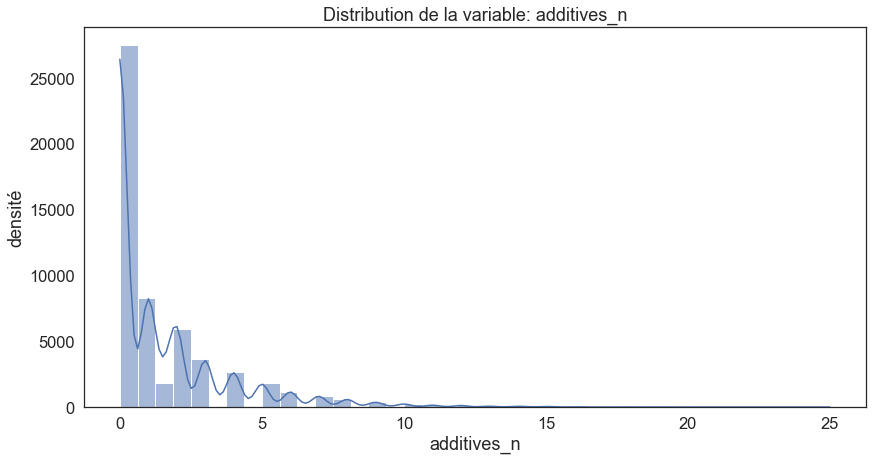 Distribution de la variable: additives_n
densité
25000
20000
15000
10000
5000
0
0 5 10 15 20 25
additives_n